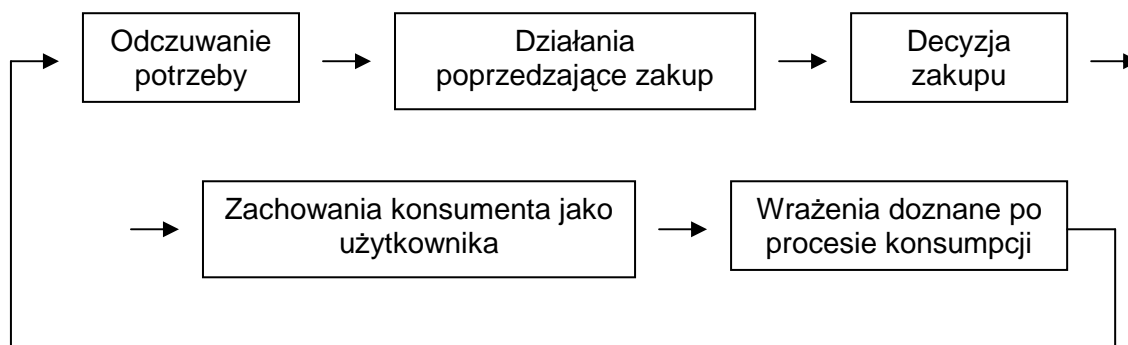 Odczuwanie
potrzeby
Działania
poprzedzające zakup
Decyzja
zakupu
Zachowania konsumenta jako
użytkownika
Wrażenia doznane po
procesie konsumpcji